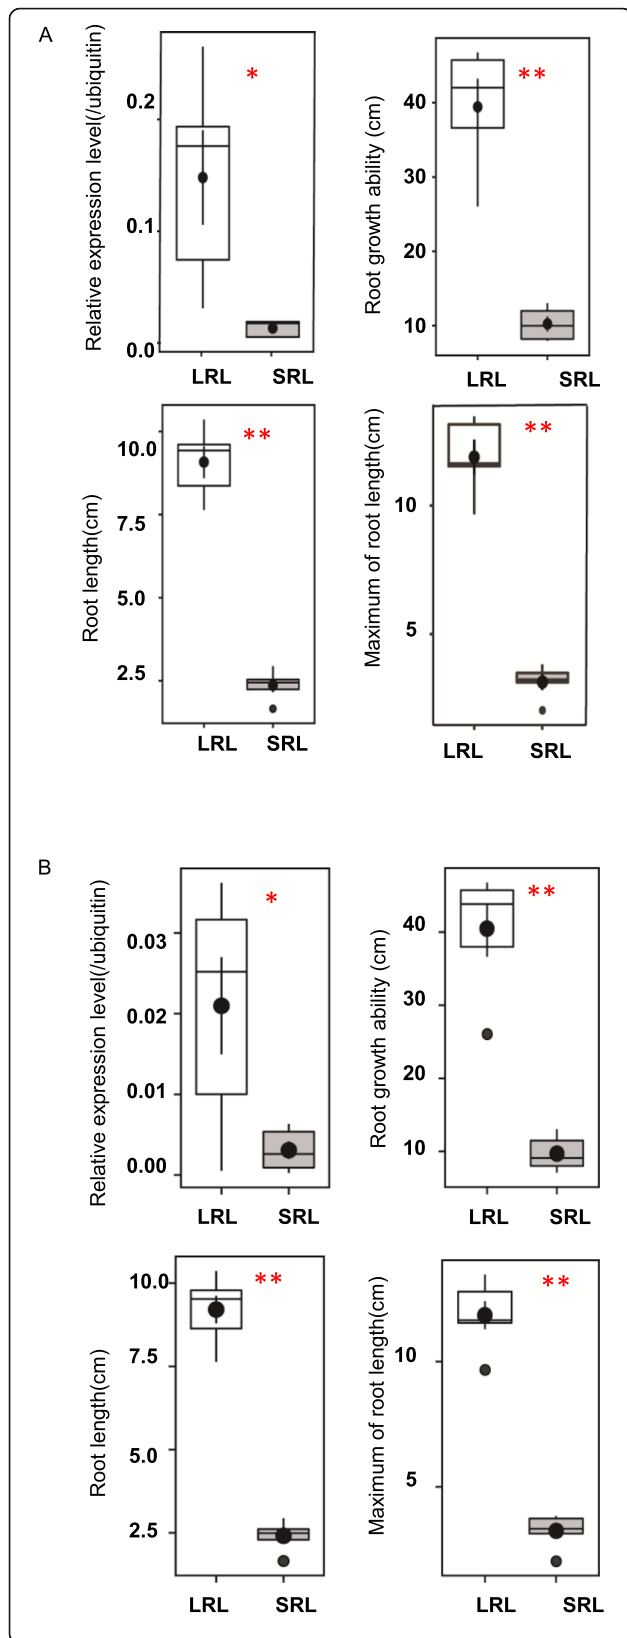 A
Relative expression level(/ubiquitin)
0.2
0.1
0.0
*
LRL SRL
Root growth ability (cm)
40
30
20
10
**
LRL SRL
Root length(cm)
10.0
7.5
5.0
2.5
**
LRL SRL
Maximum of root length(cm)
10
5
**
LRL SRL
B
Relative expression level(/ubiquitin)
0.03
0.02
0.01
0.00
*
LRL SRL
Root growth ability (cm)
40
30
20
10
**
LRL SRL
Root length(cm)
10.0
7.5
5.0
2.5
**
LRL SRL
Maximum of root length(cm)
10
5
**
LRL SRL